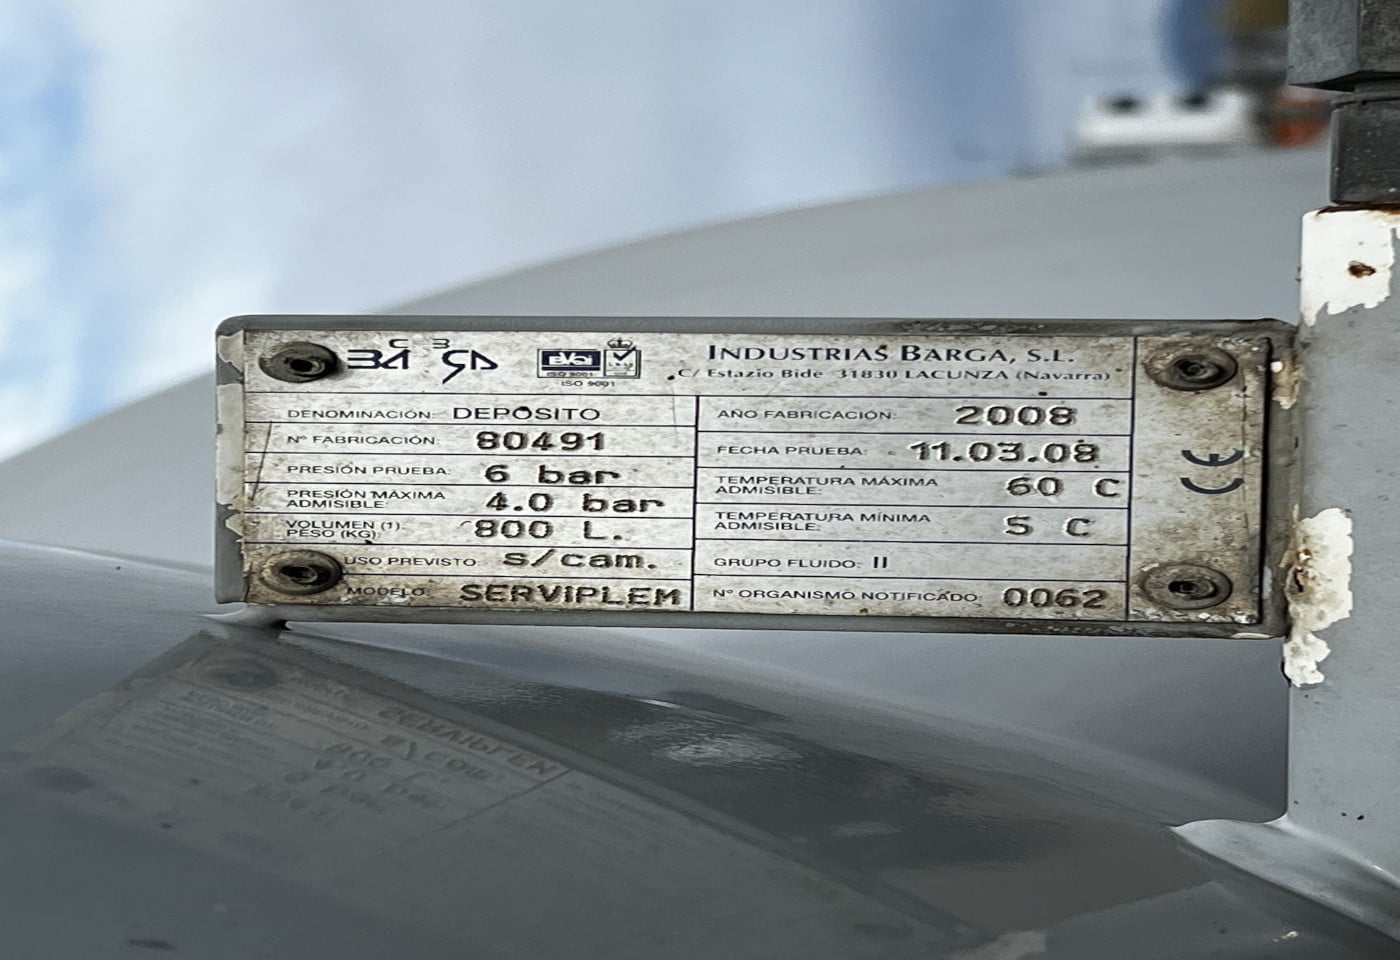 INDUSTRIAS BARGA, S.L.
C/ Estazio Bide 31830 LACUNZA (Navarra)
ISO 9001
DENOMINACIÓN: DEPOSITO
Nº FABRICACIÓN: 80491
PRESIÓN PRUEBA: 6 bar
PRESIÓN MÁXIMA
ADMISIBLE: 4.0 bar
VOLUMEN (1): 800 L.
PESO (KG):
USO PREVISTO s/cam.
MODELO SERVIPLEM
AÑO FABRICACIÓN: 2008
FECHA PRUEBA: 11.03.08
TEMPERATURA MÁXIMA
ADMISIBLE: 60 C
TEMPERATURA MÍNIMA
ADMISIBLE: 5 C
GRUPO FLUIDO: II
Nº ORGANISMO NOTIFICADO: 0062
CE